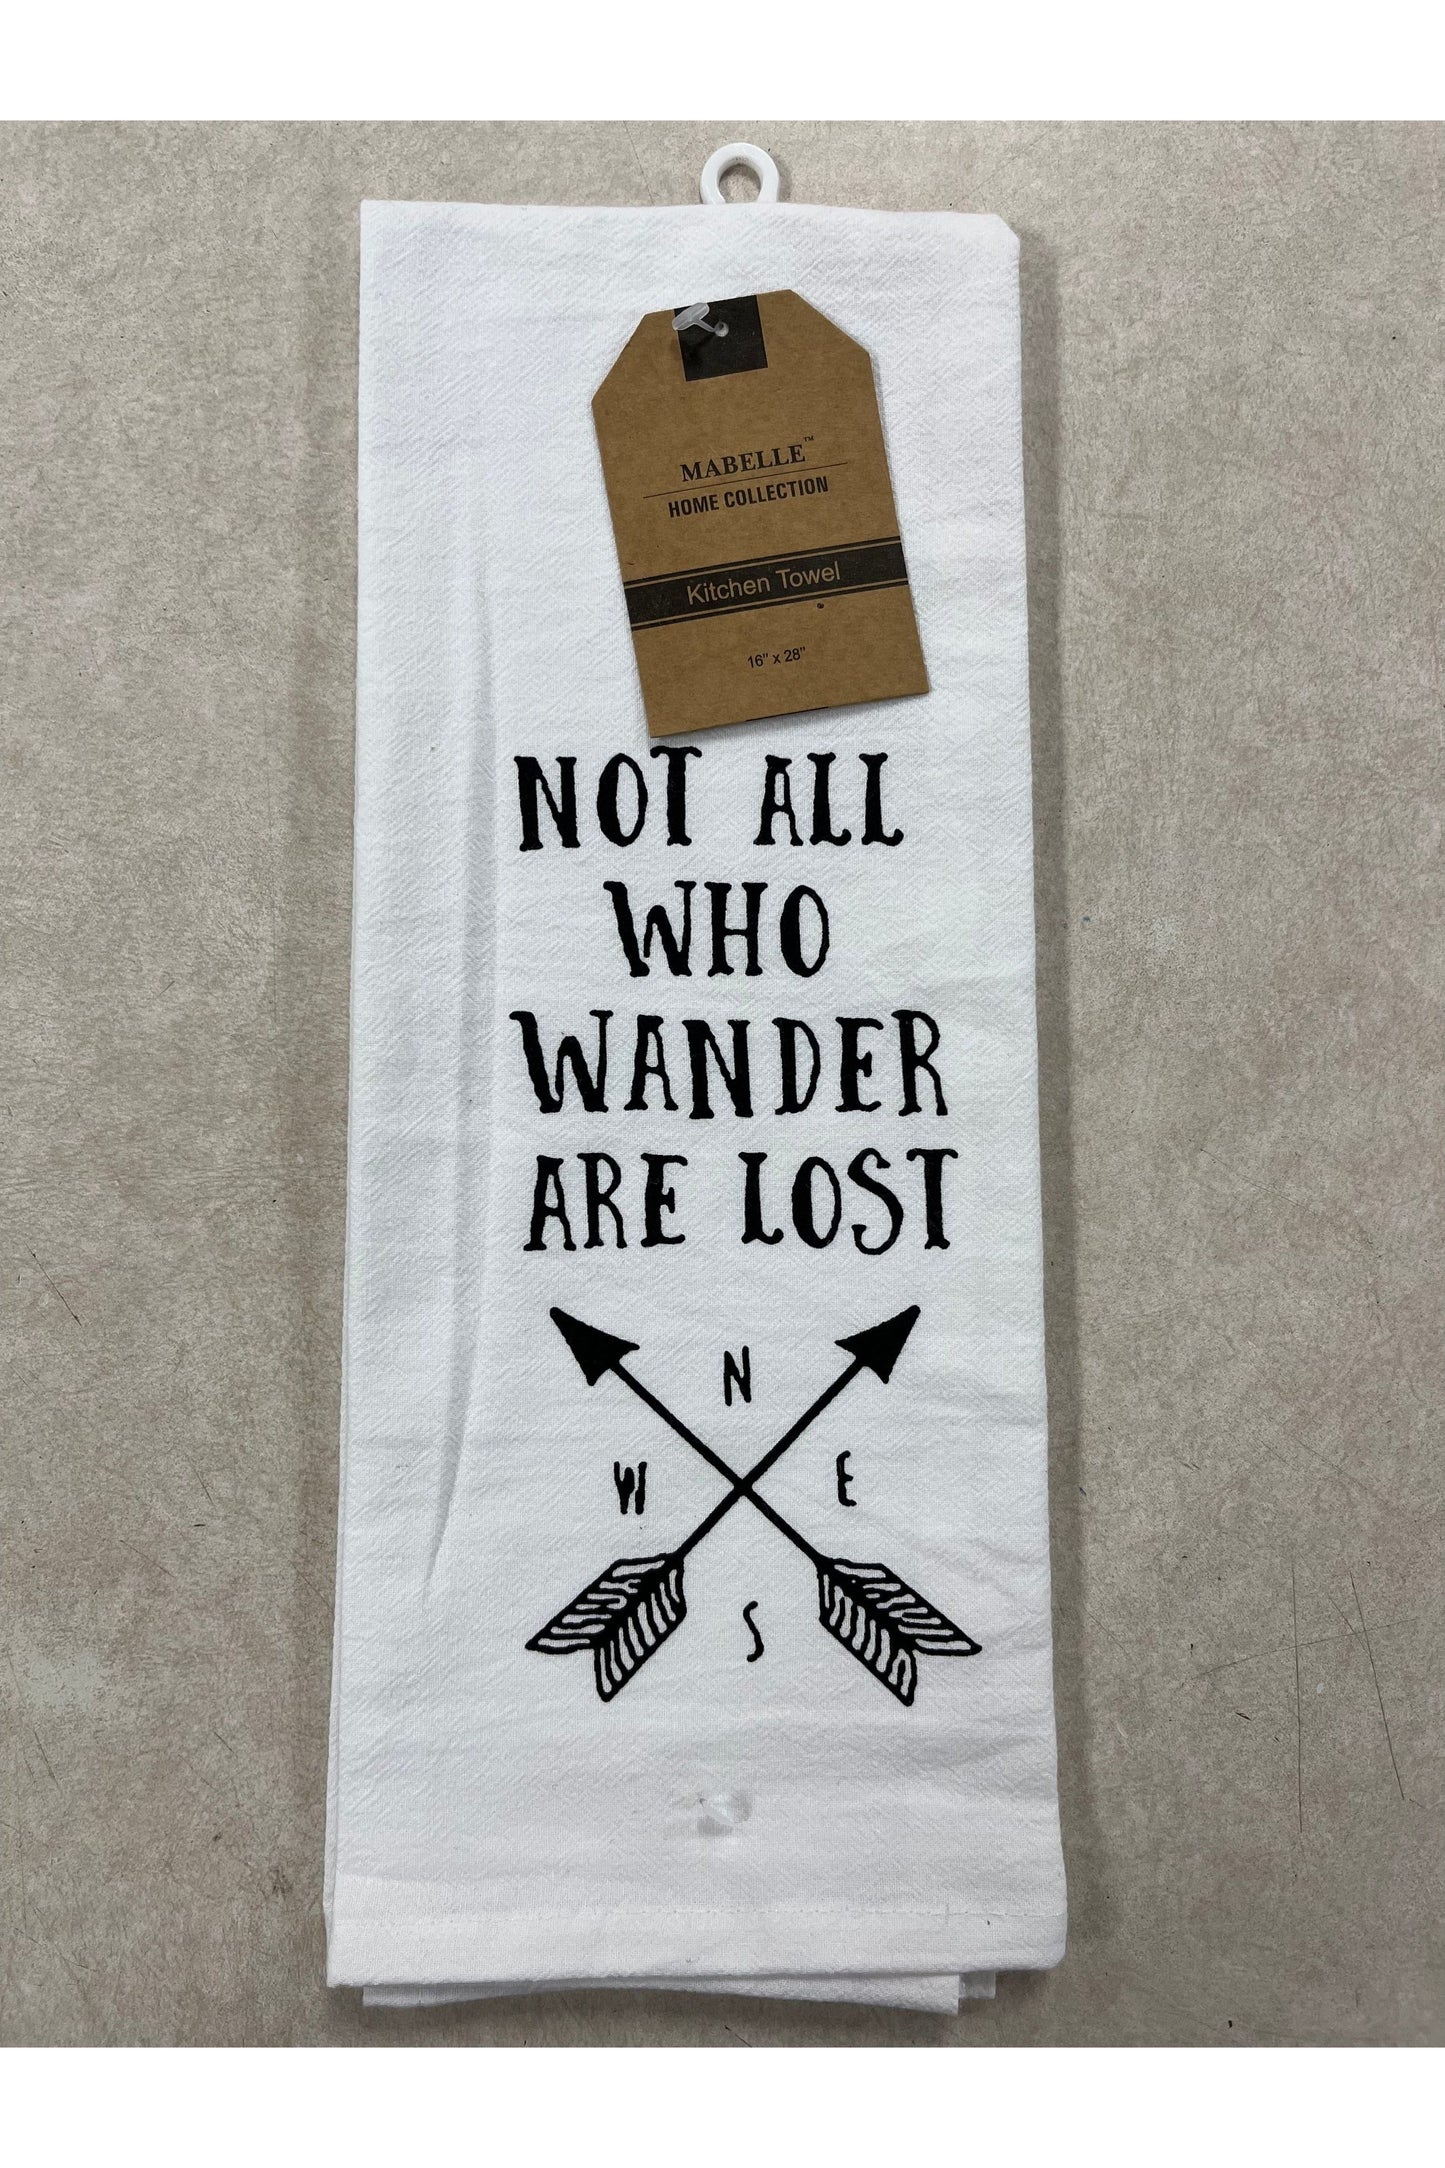 MABELLE™
HOME COLLECTION
Kitchen Towel
16" x 28"
NOT ALL
WHO
WANDER
ARE LOST
N
W E
S